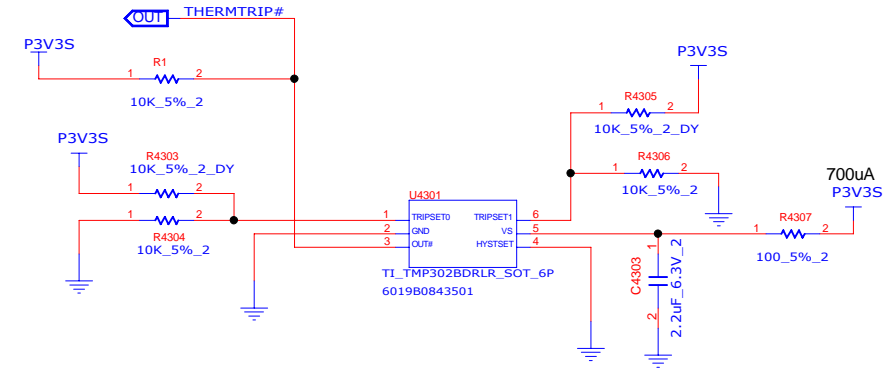 OUT THERMTRIP#
P3V3S
R1
1 2
10K_5%_2
P3V3S
R4303
10K_5%_2_DY
1 2
1 2
R4304
10K_5%_2
P3V3S
R4305
1 2
10K_5%_2_DY
R4306
1 2
10K_5%_2
U4301
1 TRIPSET0 TRIPSET1 6
2 GND VS 5
3 OUT# HYSTSET 4
TI_TMP302BDRLR_SOT_6P
6019B0843501
700uA
P3V3S
R4307
1 2
100_5%_2
1
C4303
2.2uF_6.3V_2
2